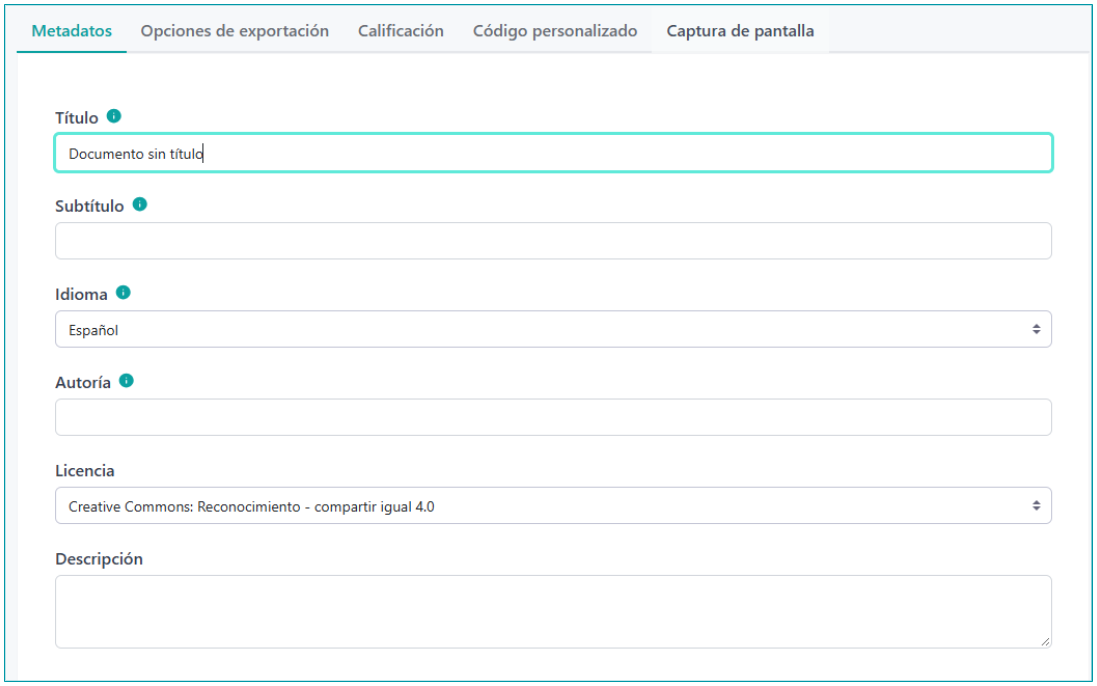 Metadatos Opciones de exportación Calificación Código personalizado Captura de pantalla
Título
Documento sin título
Subtítulo
Idioma
Español
Autoría
Licencia
Creative Commons: Reconocimiento - compartir igual 4.0
Descripción